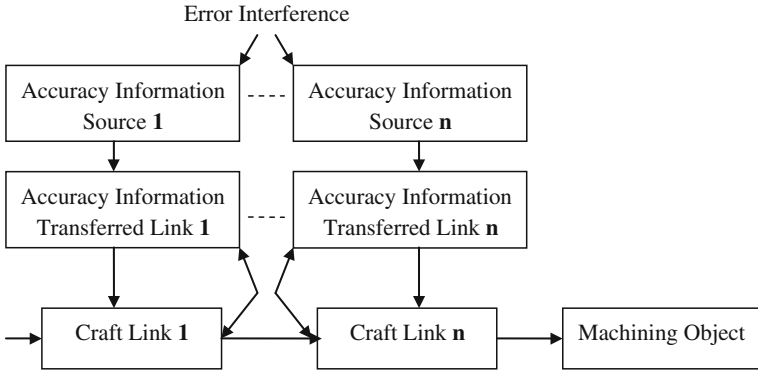 Error Interference
Accuracy Information
Source 1
Accuracy Information
Source n
Accuracy Information
Transferred Link 1
Accuracy Information
Transferred Link n
Craft Link 1
Craft Link n
Machining Object